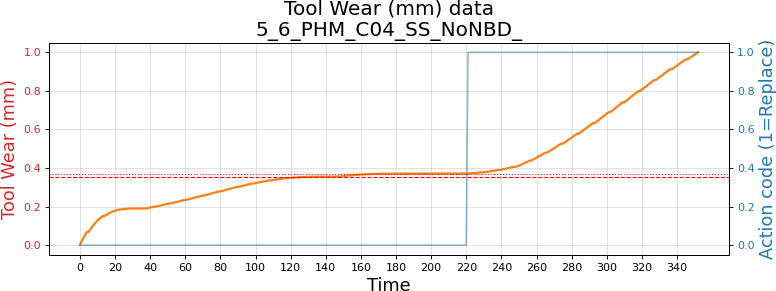 Tool Wear (mm) data
5_6_PHM_C04_SS_NoNBD_
Tool Wear (mm)
1.0
0.8
0.6
0.4
0.2
0.0
1.0
0.8
0.6
0.4
0.2
0.0
Action code (1=Replace)
0 20 40 60 80 100 120 140 160 180 200 220 240 260 280 300 320 340
Time